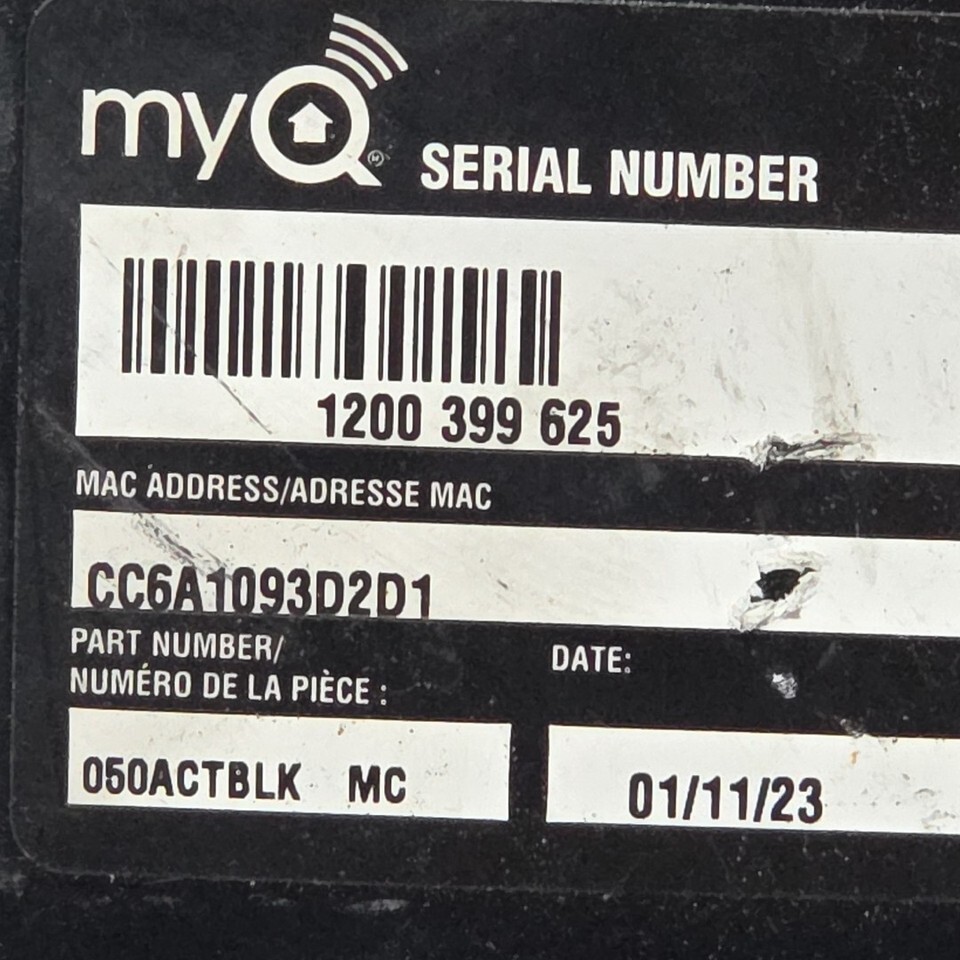 myQ SERIAL NUMBER
1200 399 625
MAC ADDRESS/ADRESSE MAC
CC6A1093D2D1
PART NUMBER/
NUMÉRO DE LA PIÈCE :
DATE:
050ACTBLK MC
01/11/23